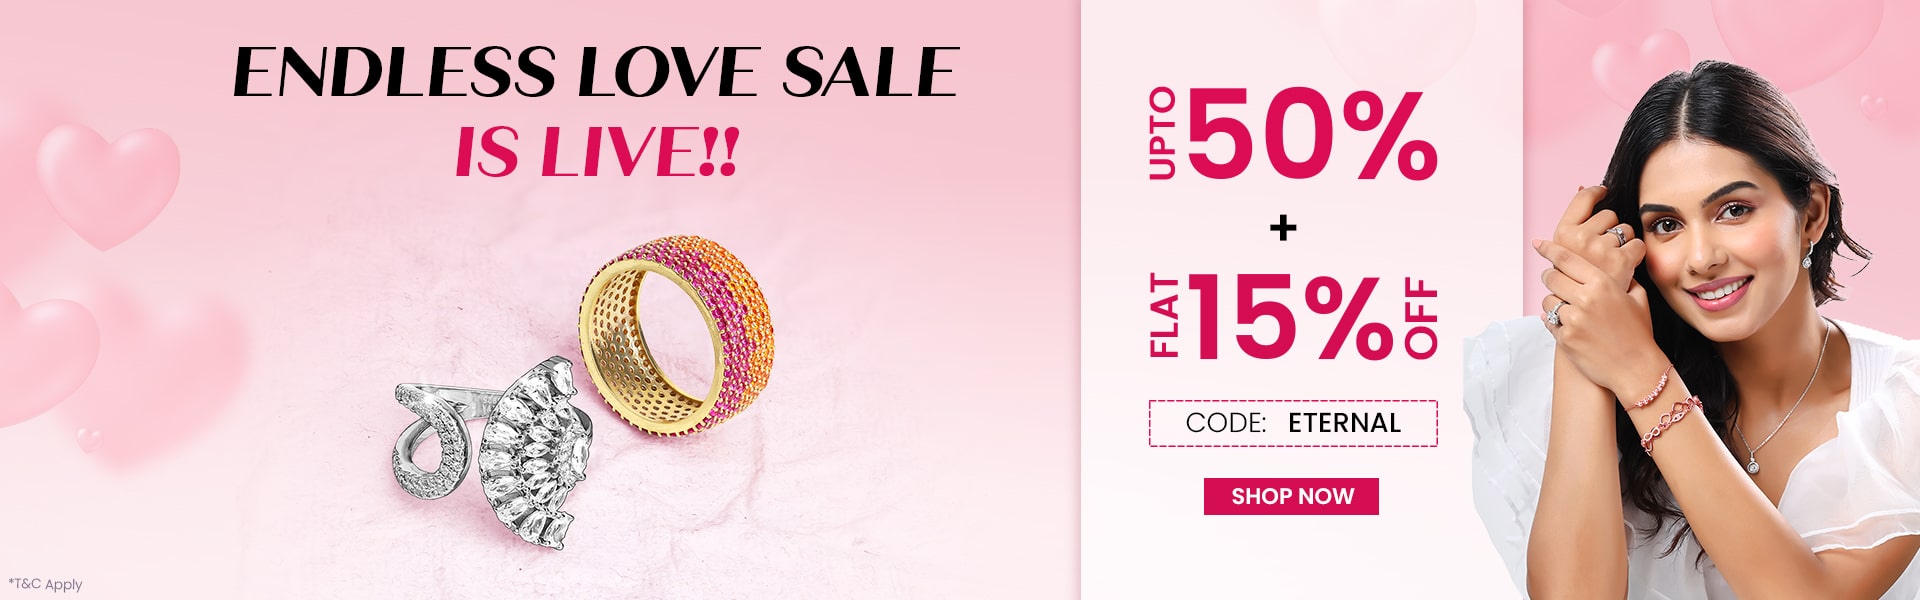 ENDLESS LOVE SALE
IS LIVE!!
UPTO 50%
+
FLAT 15% OFF
CODE: ETERNAL
SHOP NOW
*T&C Apply